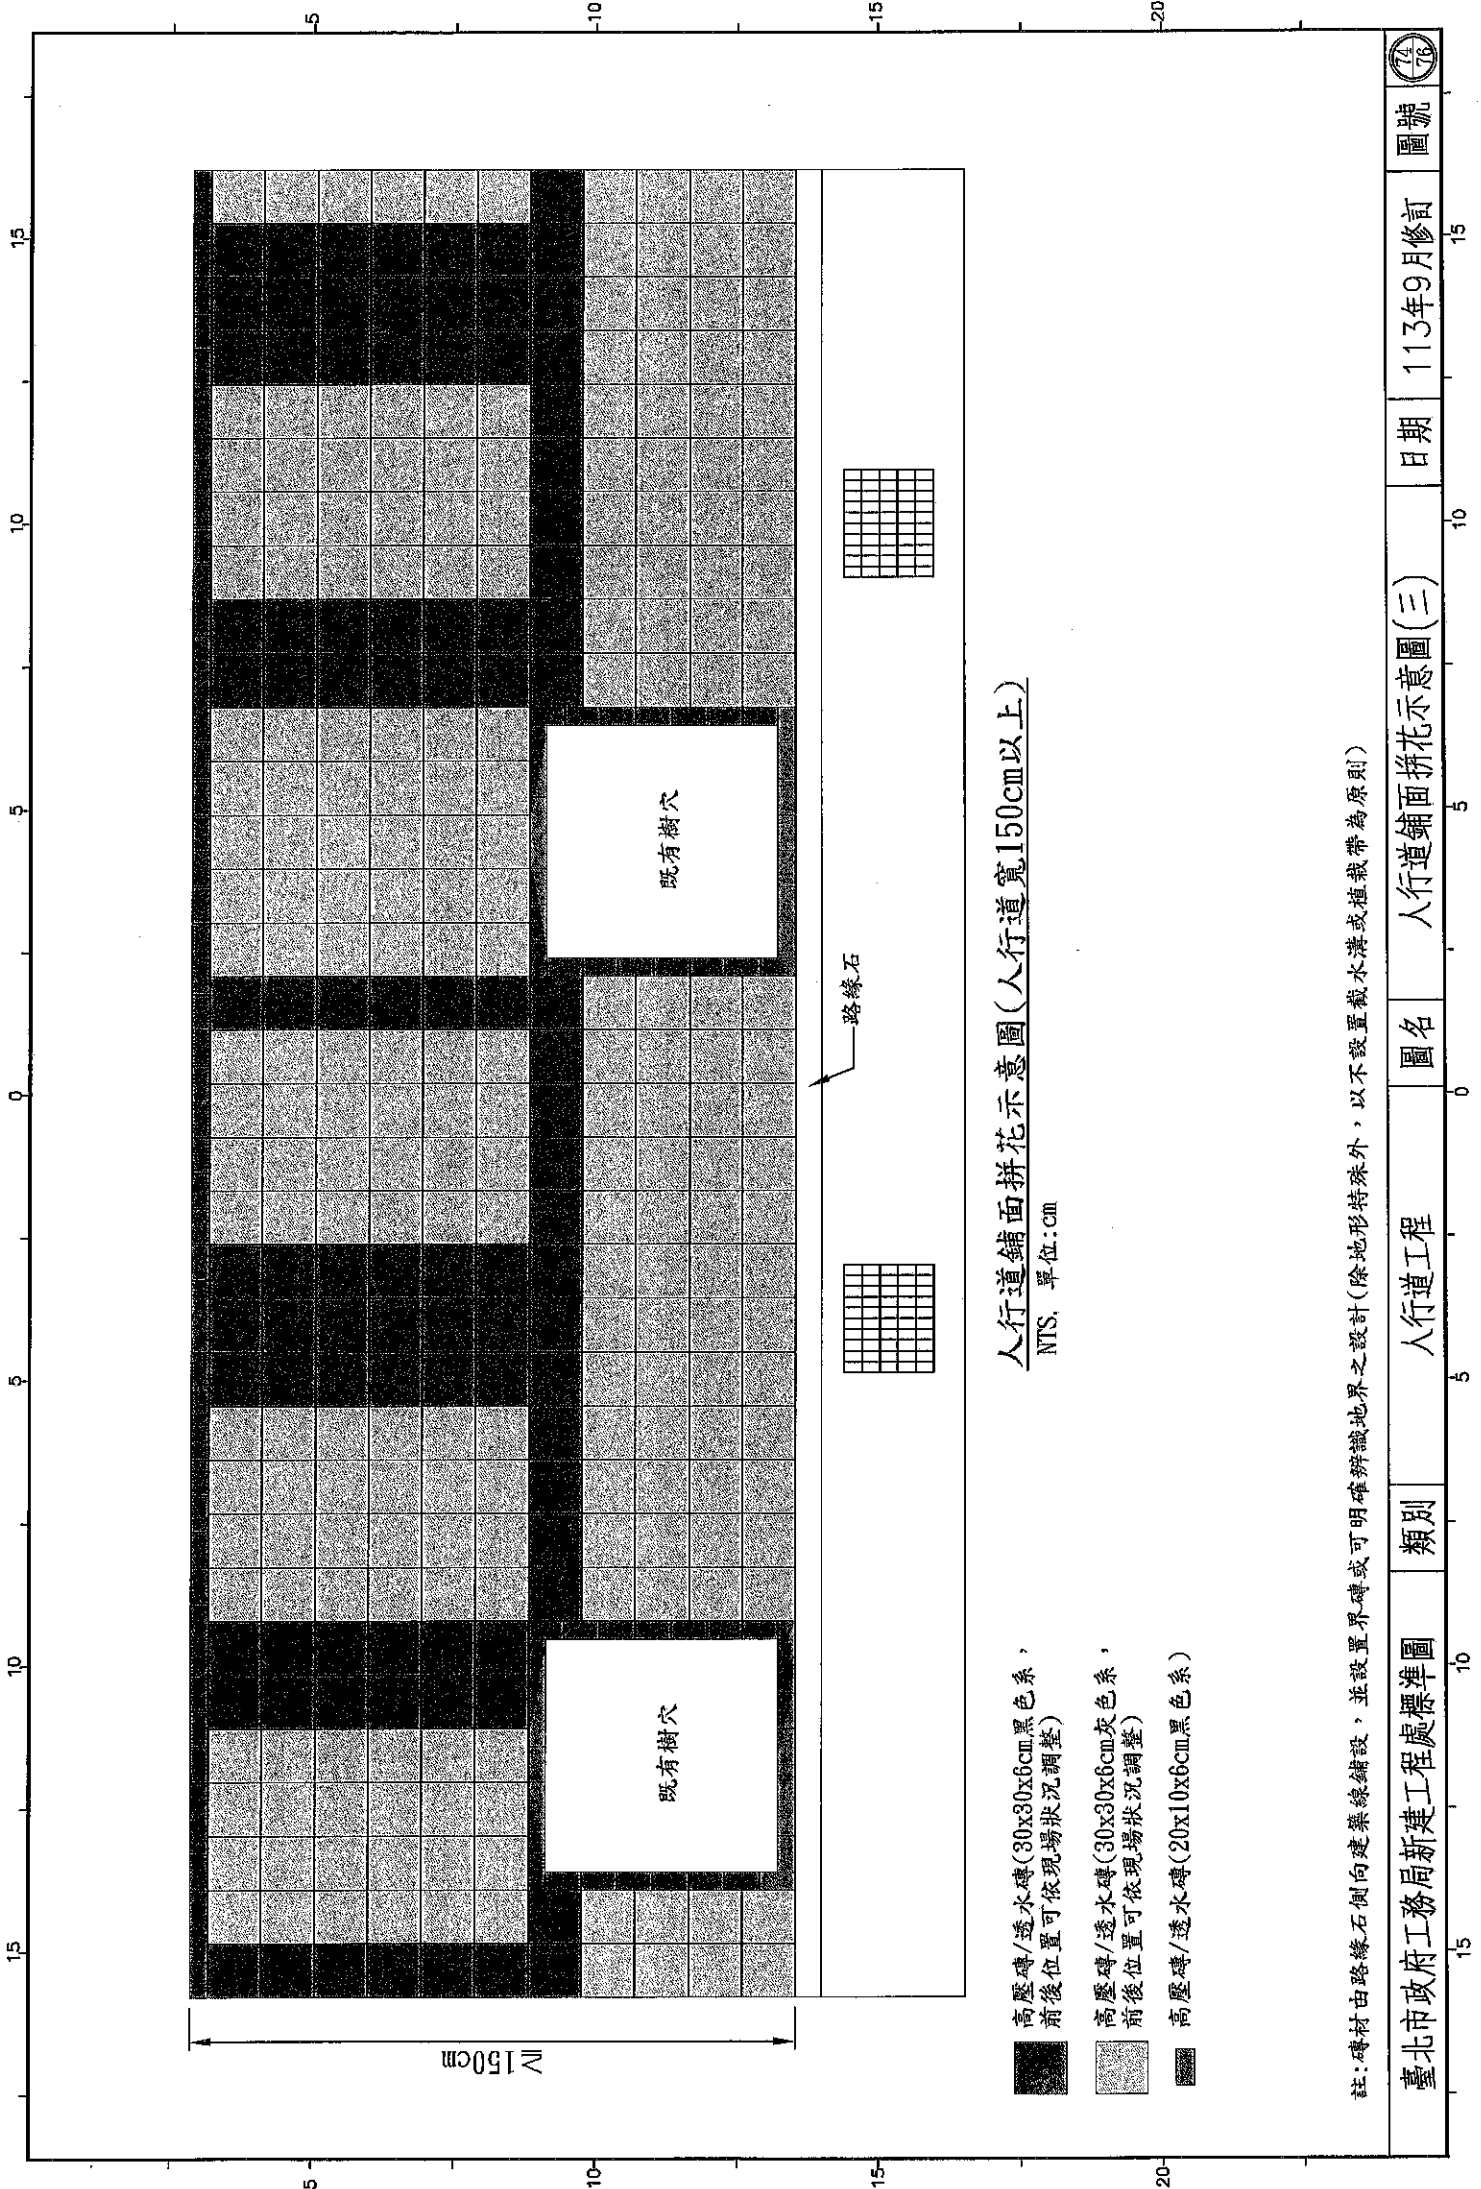 15 10 5 0 5 10 15
5
10
15
20
5
10
15
20
≥150cm
既有樹穴
既有樹穴
路緣石
人行道鋪面拼花示意圖(人行道寬150cm以上)
NTS. 單位:cm
高壓磚/透水磚(30x30x6cm黑色系，
前後位置可依現場狀況調整)
高壓磚/透水磚(30x30x6cm灰色系，
前後位置可依現場狀況調整)
高壓磚/透水磚(20x10x6cm黑色系)
註:磚材由路緣石側向建築線鋪設，並設置界磚或可明確辨識地界之設計(除地形特殊外，以不設置截水溝或植栽帶為原則)
臺北市政府工務局新建工程處標準圖 類別 人行道工程 圖名 人行道鋪面拼花示意圖(三) 日期 113年9月修訂 圖號 74/76
15 10 5 0 5 10 15